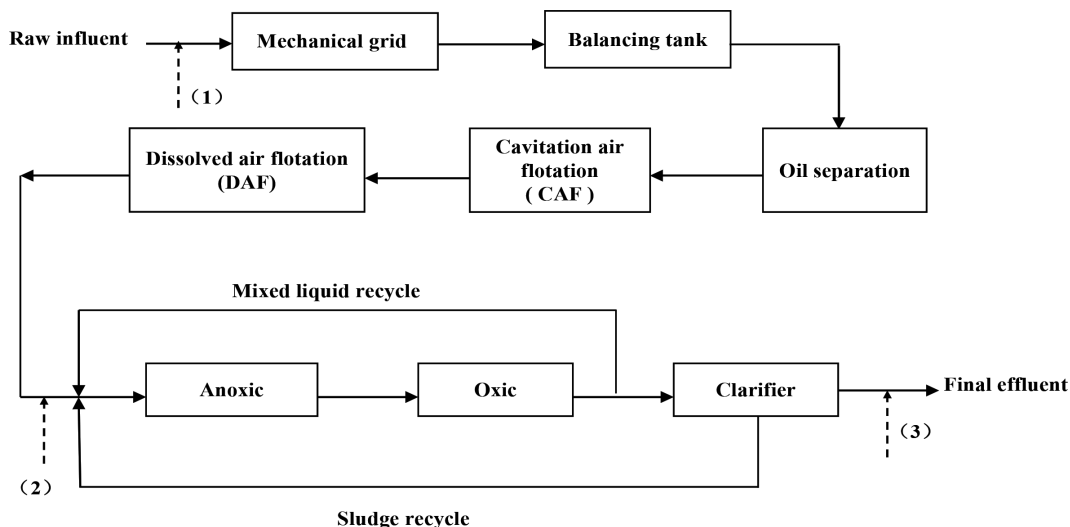 Raw influent
Mechanical grid
Balancing tank
（1）
Dissolved air flotation
(DAF)
Cavitation air
flotation
( CAF )
Oil separation
Mixed liquid recycle
Anoxic
Oxic
Clarifier
Final effluent
（2）
（3）
Sludge recycle